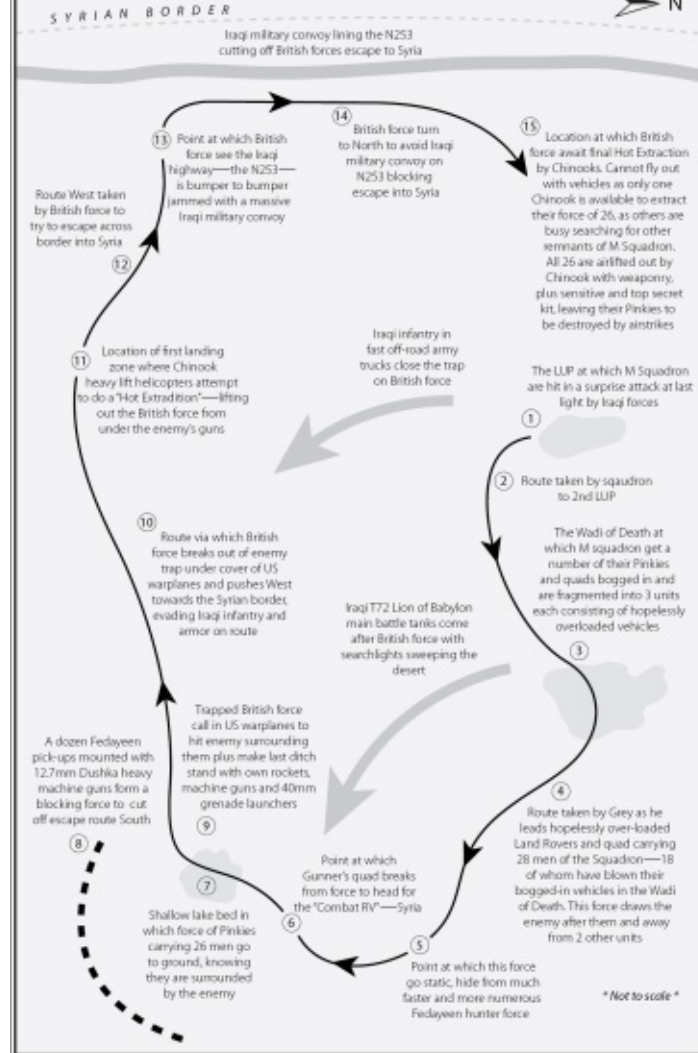 SYRIAN BORDER
N
Iraqi military convoy lining the N253
cutting off British forces escape to Syria
13
Point at which British
force see the Iraqi
highway—the N253—
is bumper to bumper
jammed with a massive
Iraqi military convoy
14
British force turn
to North to avoid Iraqi
military convoy on
N253 blocking
escape into Syria
15
Location at which British
force await final Hot Extraction
by Chinooks. Cannot fly out
with vehicles as only one
Chinook is available to extract
their force of 26, as others are
busy searching for other
remnants of M Squadron.
All 26 are airlifted out by
Chinook with weaponry,
plus sensitive and top secret
kit, leaving their Pinkies to
be destroyed by airstrikes
Route West taken
by British force to
try to escape across
border into Syria
12
11
Location of first landing
zone where Chinook
heavy lift helicopters attempt
to do a "Hot Extradition"—lifting
out the British force from
under the enemy's guns
Iraqi infantry in
fast off-road army
trucks close the trap
on British force
The LUP at which M Squadron
are hit in a surprise attack at last
light by Iraqi forces
1
2
Route taken by sqaudron
to 2nd LUP
10
Route via which British
force breaks out of enemy
trap under cover of US
warplanes and pushes West
towards the Syrian border,
evading Iraqi infantry and
armor on route
The Wadi of Death at
which M squadron get a
number of their Pinkies
and quads bogged in and
are fragmented into 3 units
each consisting of hopelessly
overloaded vehicles
3
Iraqi T72 Lion of Babylon
main battle tanks come
after British force with
searchlights sweeping the
desert
Trapped British force
call in US warplanes to
hit enemy surrounding
them plus make last ditch
stand with own rockets,
machine guns and 40mm
grenade launchers
9
A dozen Fedayeen
pick-ups mounted with
12.7mm Dushka heavy
machine guns form a
blocking force to cut
off escape route South
8
4
Route taken by Grey as he
leads hopelessly over-loaded
Land Rovers and quad carrying
28 men of the Squadron—18
of whom have blown their
bogged-in vehicles in the Wadi
of Death. This force draws the
enemy after them and away
from 2 other units
Point at which
Gunner's quad breaks
from force to head for
the "Combat RV"—Syria
6
7
Shallow lake bed in
which force of Pinkies
carrying 26 men go
to ground, knowing
they are surrounded
by the enemy
5
Point at which this force
go static, hide from much
faster and more numerous
Fedayeen hunter force
* Not to scale *